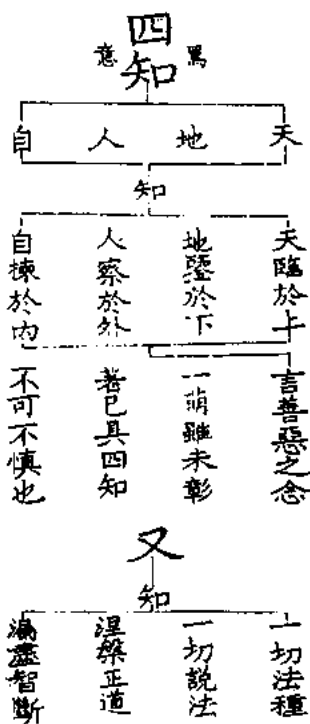 四知
篤
意
天
地
人
自
知
天臨於上
地鑒於下
人察於外
自揀於內
言善惡之念
一萌雖未彰
著已具四知
不可不慎也
又
知
一切法種
一切說法
涅槃正道
漏盡智斷